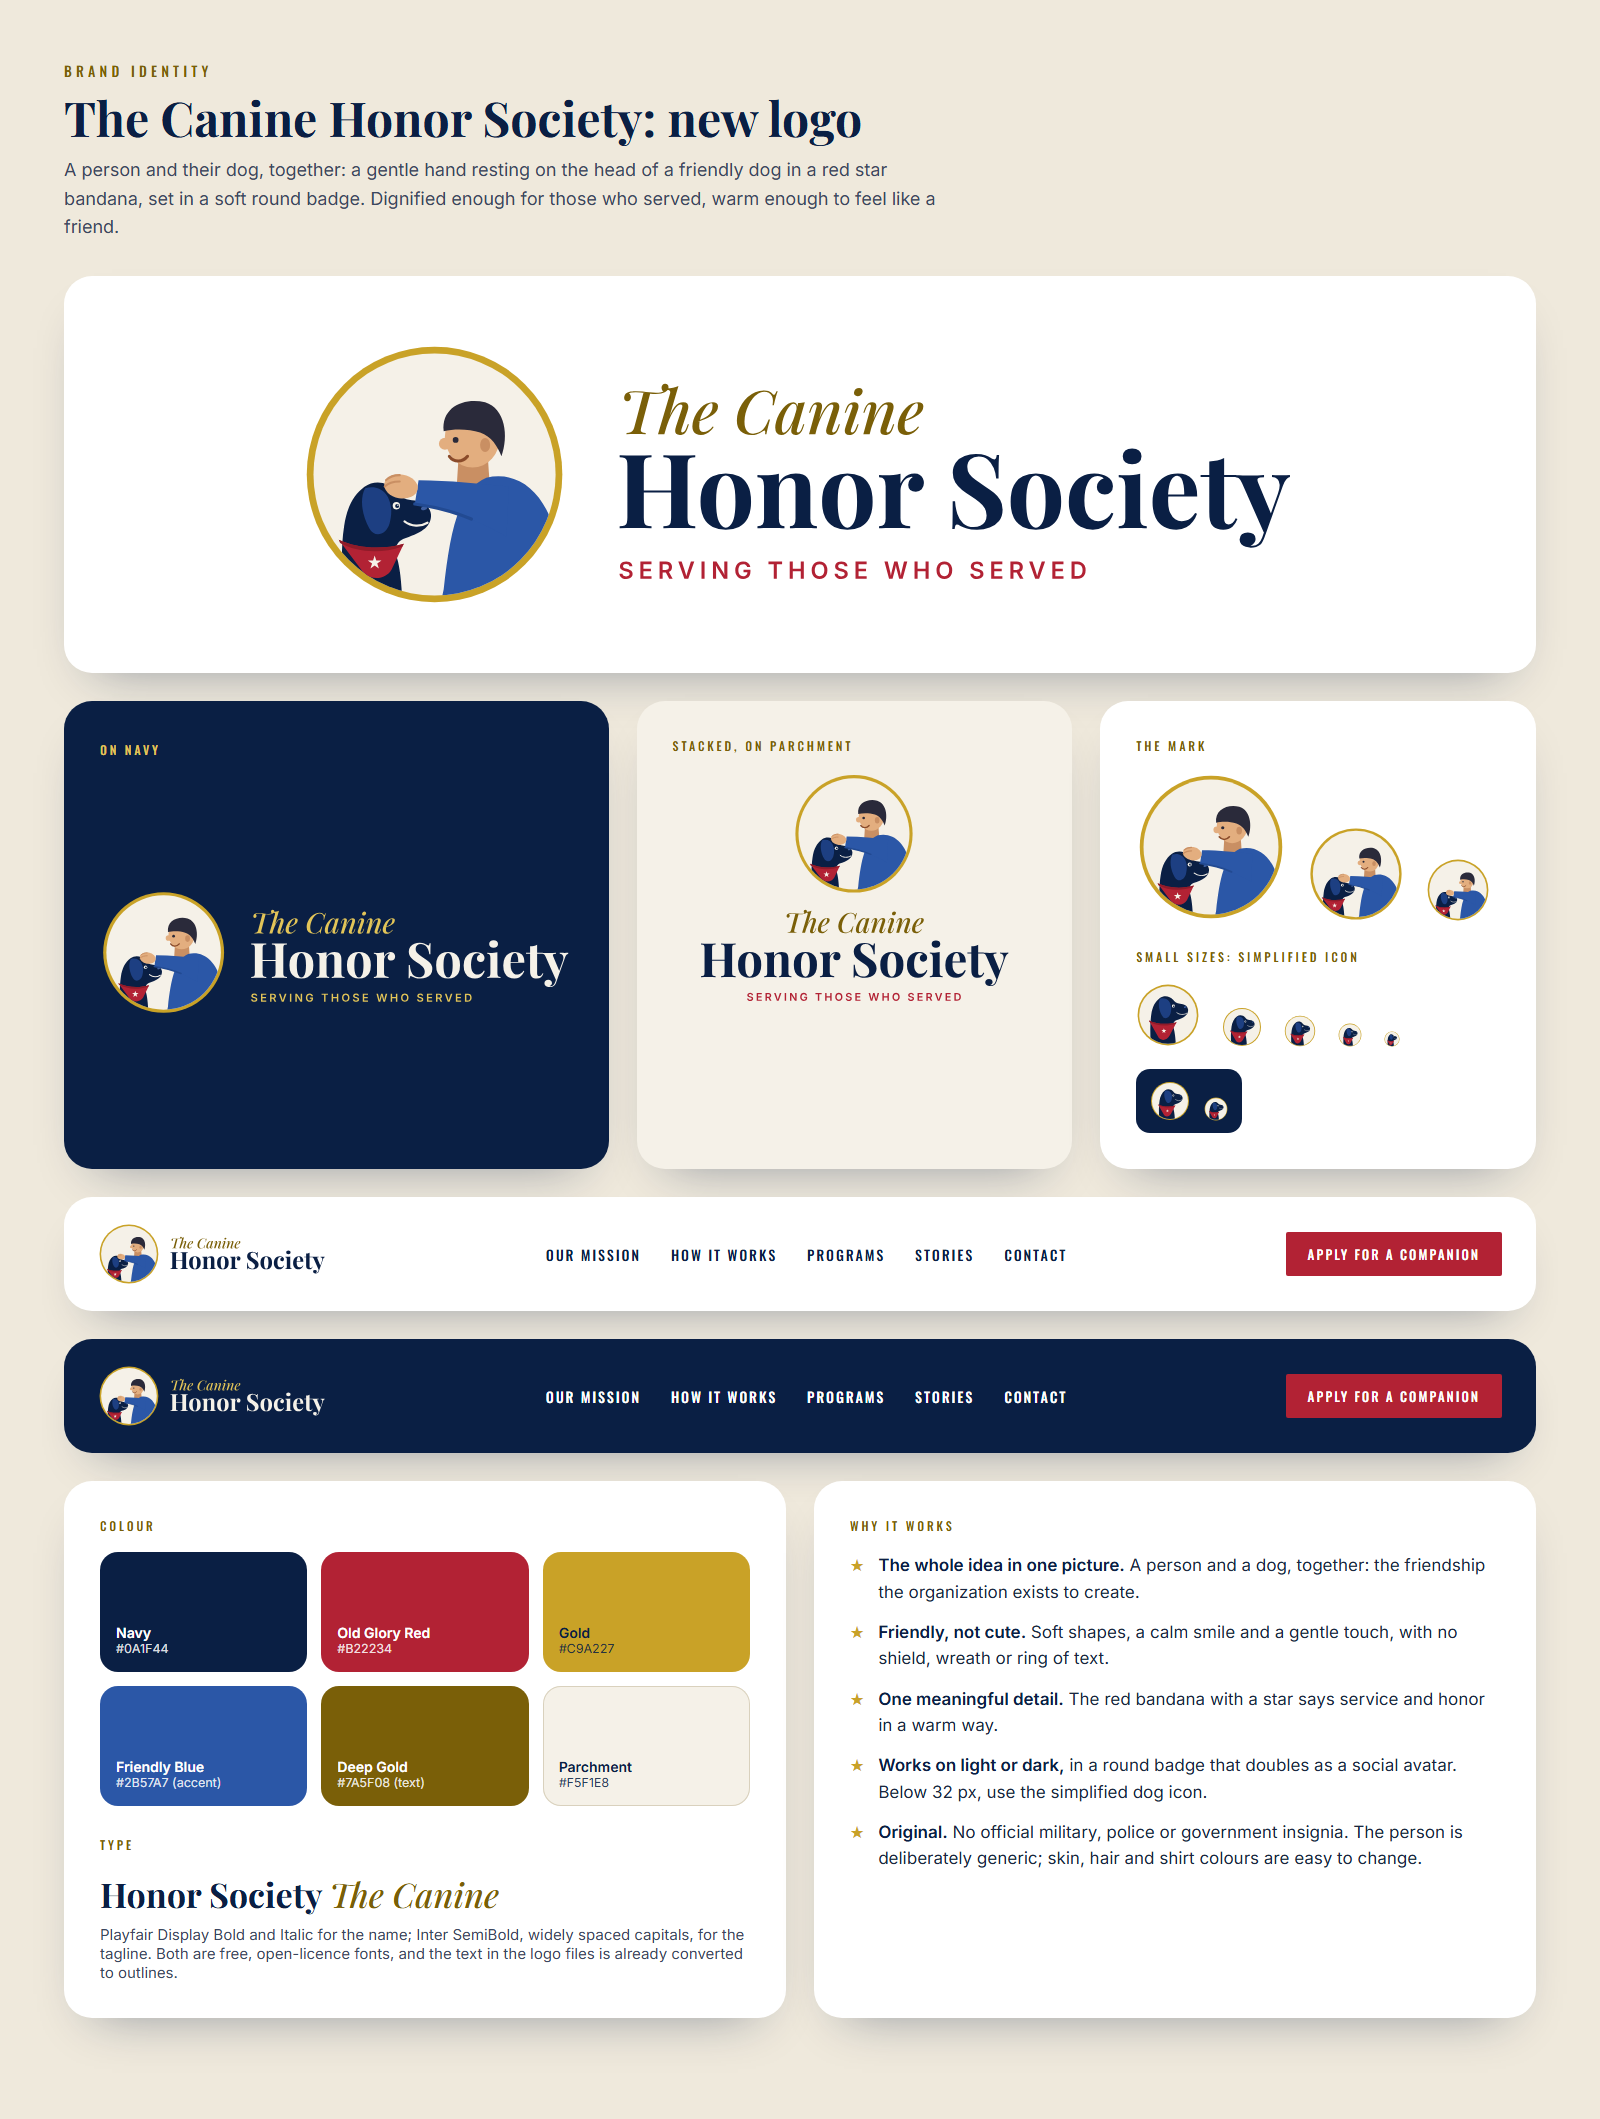 BRAND IDENTITY
The Canine Honor Society: new logo
A person and their dog, together: a gentle hand resting on the head of a friendly dog in a red star
bandana, set in a soft round badge. Dignified enough for those who served, warm enough to feel like a
friend.
The Canine
Honor Society
SERVING THOSE WHO SERVED
ON NAVY
The Canine
Honor Society
SERVING THOSE WHO SERVED
STACKED, ON PARCHMENT
The Canine
Honor Society
SERVING THOSE WHO SERVED
THE MARK
SMALL SIZES: SIMPLIFIED ICON
The Canine
Honor Society
OUR MISSION HOW IT WORKS PROGRAMS STORIES CONTACT
APPLY FOR A COMPANION
The Canine
Honor Society
OUR MISSION HOW IT WORKS PROGRAMS STORIES CONTACT
APPLY FOR A COMPANION
COLOUR
Navy
#0A1F44
Old Glory Red
#B22234
Gold
#C9A227
Friendly Blue
#2B57A7 (accent)
Deep Gold
#7A5F08 (text)
Parchment
#F5F1E8
TYPE
Honor Society The Canine
Playfair Display Bold and Italic for the name; Inter SemiBold, widely spaced capitals, for the
tagline. Both are free, open-licence fonts, and the text in the logo files is already converted
to outlines.
WHY IT WORKS
★ The whole idea in one picture. A person and a dog, together: the friendship
the organization exists to create.
★ Friendly, not cute. Soft shapes, a calm smile and a gentle touch, with no
shield, wreath or ring of text.
★ One meaningful detail. The red bandana with a star says service and honor
in a warm way.
★ Works on light or dark, in a round badge that doubles as a social avatar.
Below 32 px, use the simplified dog icon.
★ Original. No official military, police or government insignia. The person is
deliberately generic; skin, hair and shirt colours are easy to change.